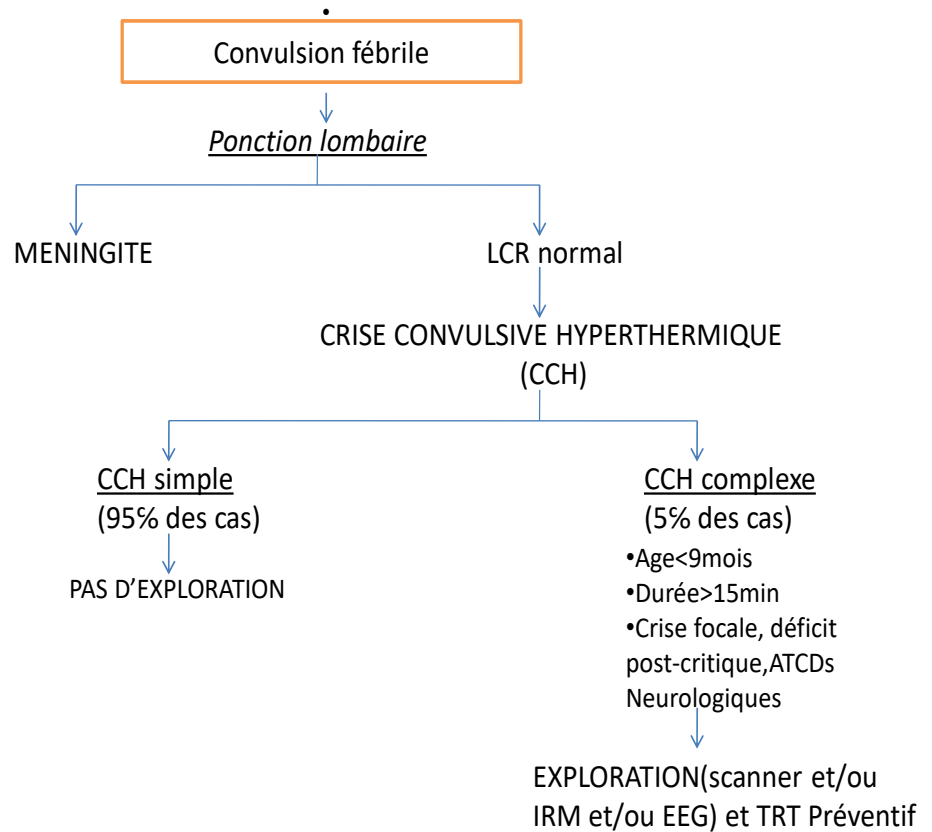 .
Convulsion fébrile
Ponction lombaire
MENINGITE
LCR normal
CRISE CONVULSIVE HYPERTHERMIQUE
(CCH)
CCH simple
(95℅ des cas)
PAS D’EXPLORATION
CCH complexe
(5℅ des cas)
•Age<9mois
•Durée>15min
•Crise focale, déficit
post-critique,ATCDs
Neurologiques
EXPLORATION(scanner et/ou
IRM et/ou EEG) et TRT Préventif